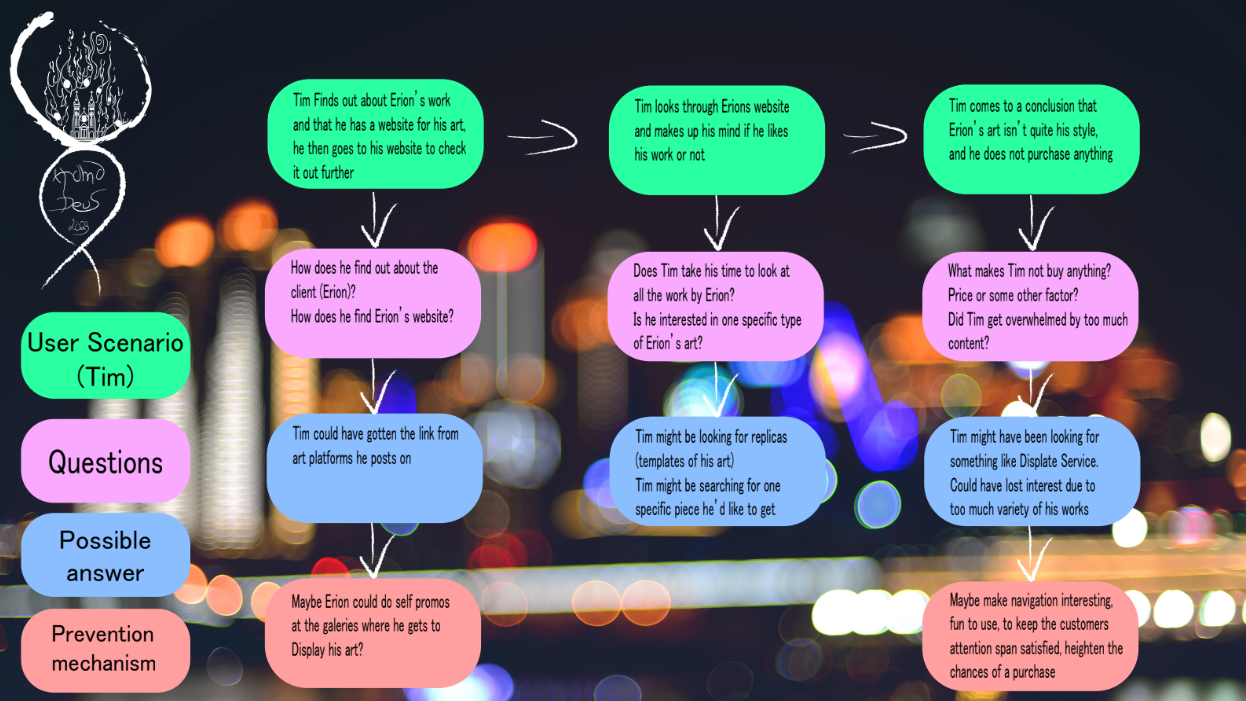 Homo
Deus
2023
User Scenario
(Tim)
Questions
Possible
answer
Prevention
mechanism
Tim Finds out about Erion's work
and that he has a website for his art,
he then goes to his website to check
it out further
How does he find out about the
client (Erion)?
How does he find Erion's website?
Tim could have gotten the link from
art platforms he posts on
Maybe Erion could do self promos
at the galeries where he gets to
Display his art?
Tim looks through Erions website
and makes up his mind if he likes
his work or not
Does Tim take his time to look at
all the work by Erion?
Is he interested in one specific type
of Erion's art?
Tim might be looking for replicas
(templates of his art)
Tim might be searching for one
specific piece he'd like to get
Tim comes to a conclusion that
Erion's art isn't quite his style,
and he does not purchase anything
What makes Tim not buy anything?
Price or some other factor?
Did Tim get overwhelmed by too much
content?
Tim might have been looking for
something like Displate Service.
Could have lost interest due to
too much variety of his works
Maybe make navigation interesting,
fun to use, to keep the customers
attention span satisfied, heighten the
chances of a purchase